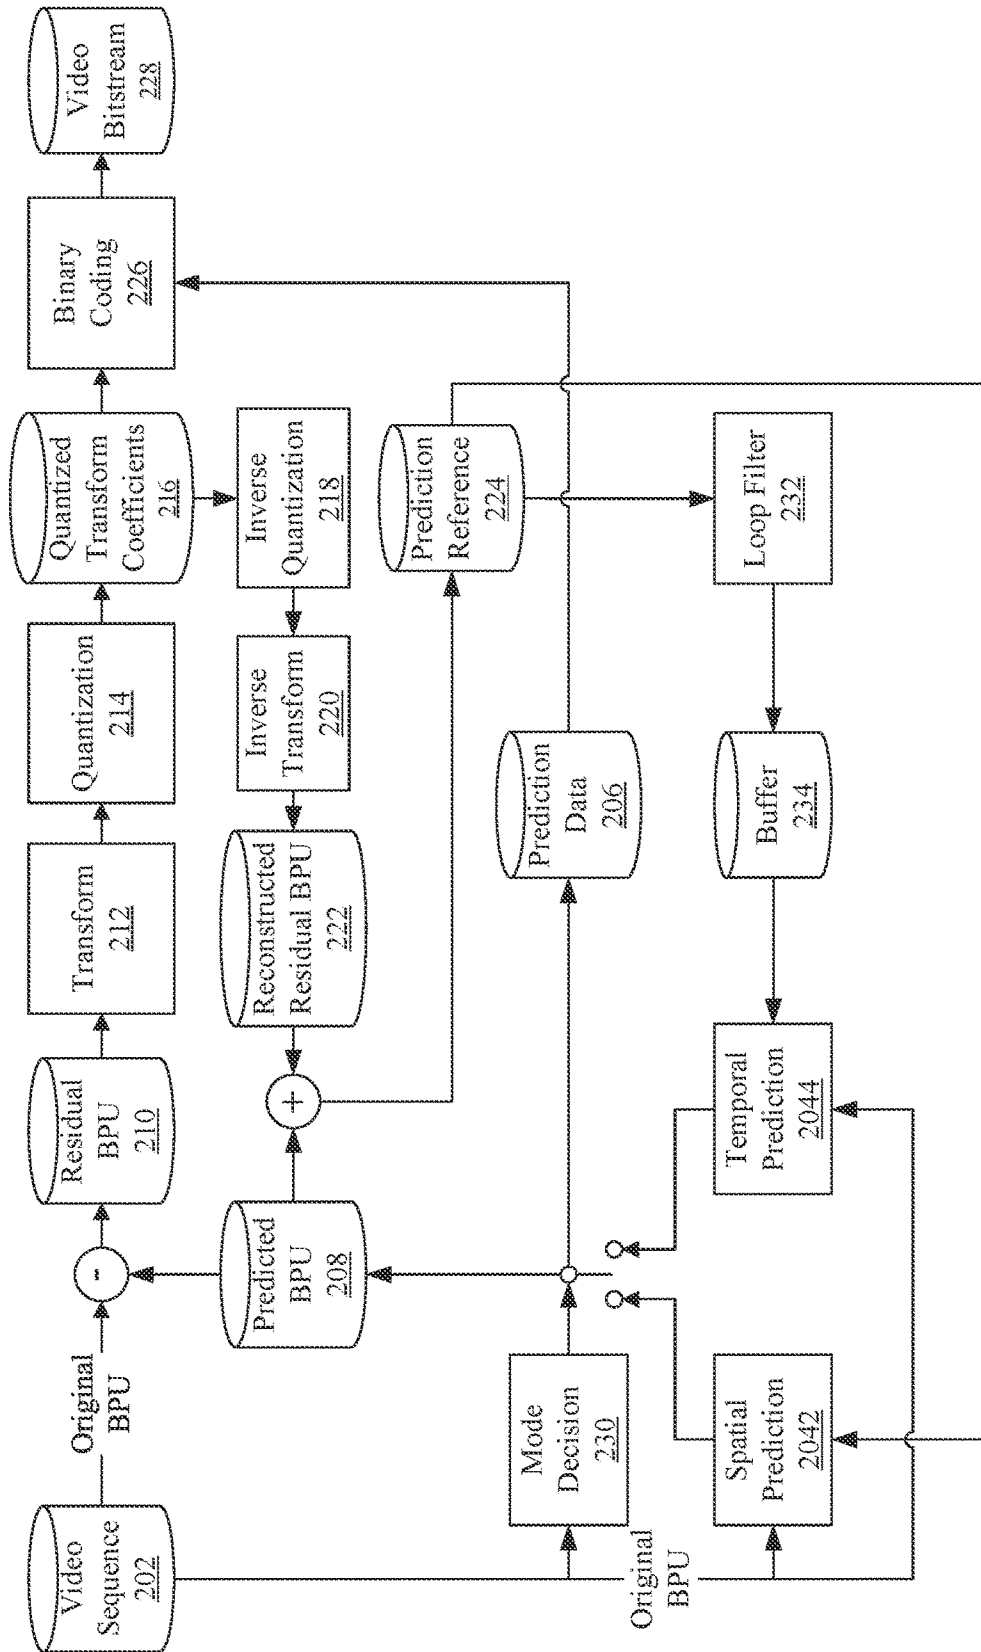 Video
Sequence
202
Original
BPU
-
Residual
BPU
210
Transform
212
Quantization
214
Quantized
Transform
Coefficients
216
Binary
Coding
226
Video
Bitstream
228
Predicted
BPU
208
+
Reconstructed
Residual BPU
222
Inverse
Transform
220
Inverse
Quantization
218
Prediction
Reference
224
Mode
Decision
230
Prediction
Data
206
Original
BPU
Spatial
Prediction
2042
Temporal
Prediction
2044
Buffer
234
Loop Filter
232